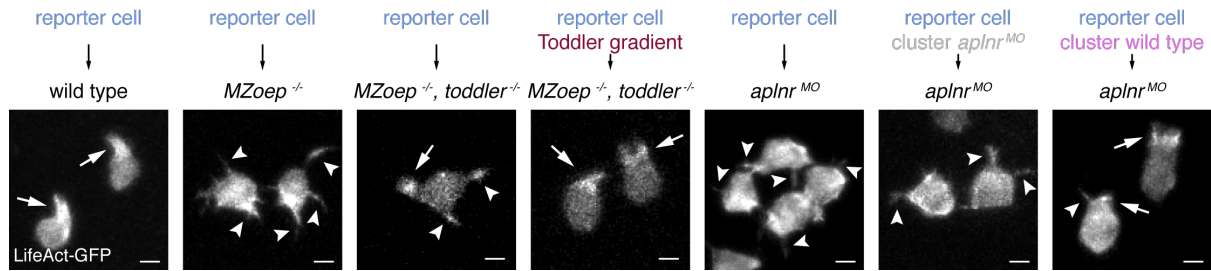 reporter cell
wild type
LifeAct-GFP
reporter cell
MZoep -/-
reporter cell
MZoep -/-, toddler-/-
reporter cell
Toddler gradient
MZoep -/-, toddler-/-
reporter cell
aplnr MO
reporter cell
cluster aplnr MO
aplnr MO
reporter cell
cluster wild type
aplnr MO